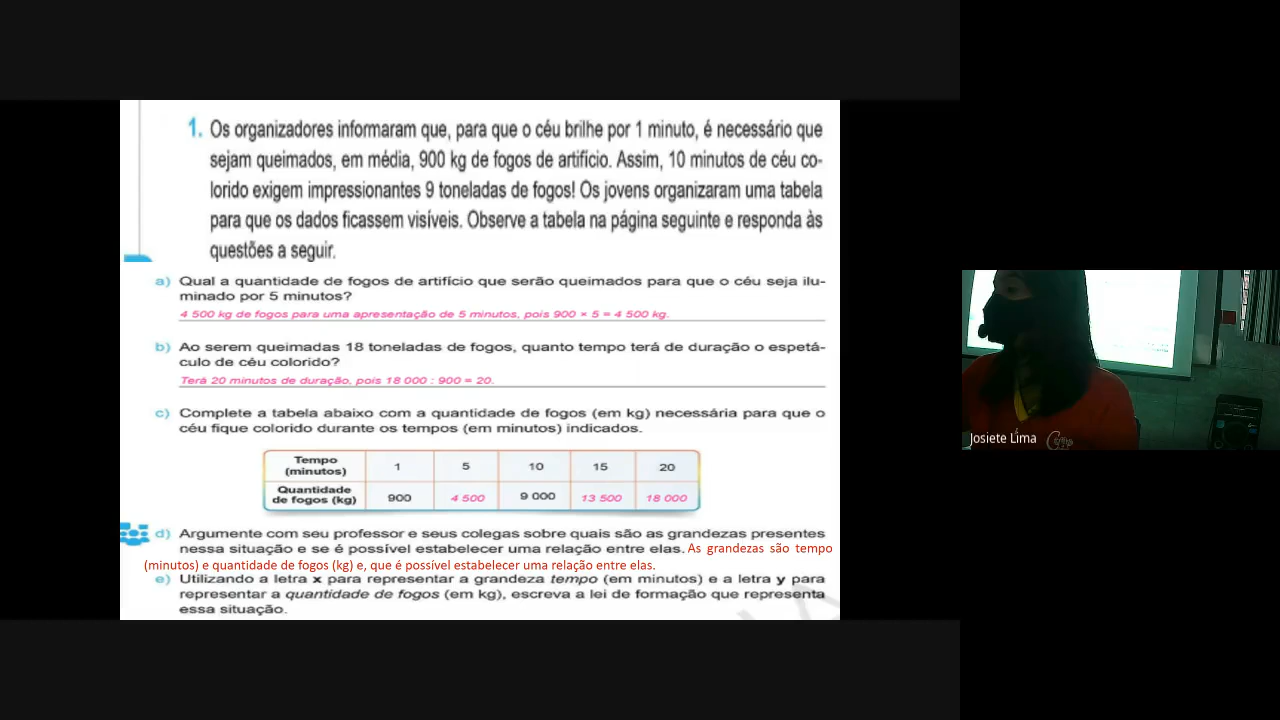 1. Os organizadores informaram que, para que o céu brilhe por 1 minuto, é necessário que
sejam queimados, em média, 900 kg de fogos de artifício. Assim, 10 minutos de céu co-
lorido exigem impressionantes 9 toneladas de fogos! Os jovens organizaram uma tabela
para que os dados ficassem visíveis. Observe a tabela na página seguinte e responda às
questões a seguir.
a) Qual a quantidade de fogos de artifício que serão queimados para que o céu seja ilu-
minado por 5 minutos?
4 500 kg de fogos para uma apresentação de 5 minutos, pois 900 × 5 = 4 500 kg.
b) Ao serem queimadas 18 toneladas de fogos, quanto tempo terá de duração o espetá-
culo de céu colorido?
Terá 20 minutos de duração, pois 18 000 : 900 = 20.
c) Complete a tabela abaixo com a quantidade de fogos (em kg) necessária para que o
céu fique colorido durante os tempos (em minutos) indicados.
Tempo
(minutos) 1 5 10 15 20
Quantidade
de fogos (kg) 900 4 500 9 000 13 500 18 000
d) Argumente com seu professor e seus colegas sobre quais são as grandezas presentes
nessa situação e se é possível estabelecer uma relação entre elas. As grandezas são tempo
(minutos) e quantidade de fogos (kg) e, que é possível estabelecer uma relação entre elas.
e) Utilizando a letra x para representar a grandeza tempo (em minutos) e a letra y para
representar a quantidade de fogos (em kg), escreva a lei de formação que representa
essa situação.
Josiete Lima